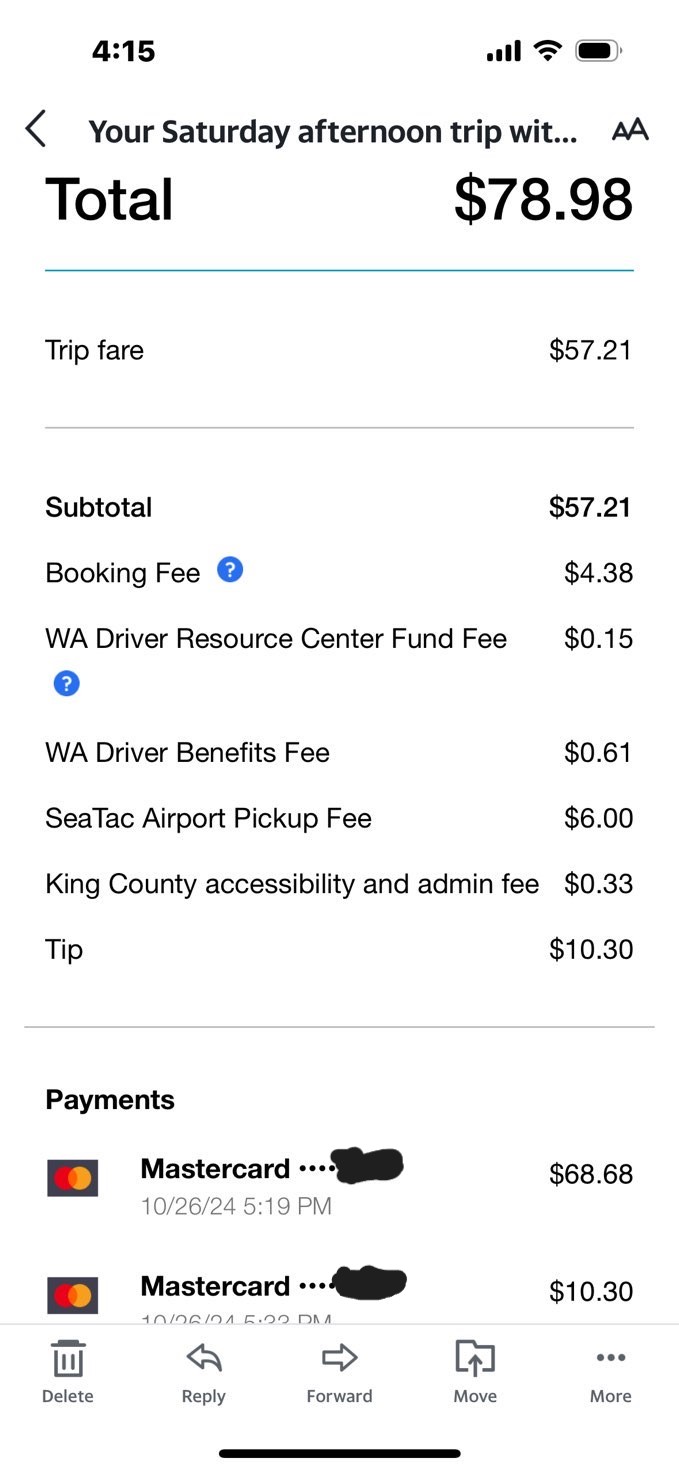 4:15
Your Saturday afternoon trip wit... AA
Total $78.98
Trip fare $57.21
Subtotal $57.21
Booking Fee ? $4.38
WA Driver Resource Center Fund Fee $0.15
?
WA Driver Benefits Fee $0.61
SeaTac Airport Pickup Fee $6.00
King County accessibility and admin fee $0.33
Tip $10.30
Payments
Mastercard ••••
$68.68
10/26/24 5:19 PM
Mastercard ••••
$10.30
10/26/24 5:23 PM
Delete Reply Forward Move More